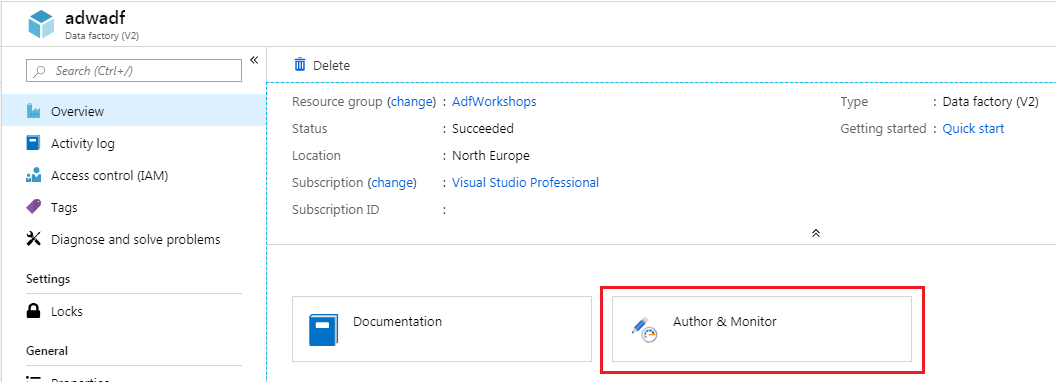 adwadf
Data factory (V2)
Search (Ctrl+/)
«
Overview
Activity log
Access control (IAM)
Tags
Diagnose and solve problems
Settings
Locks
General
Properties
Delete
Resource group (change) : AdfWorkshops
Status : Succeeded
Location : North Europe
Subscription (change) : Visual Studio Professional
Subscription ID :
Type : Data factory (V2)
Getting started : Quick start
Documentation
Author & Monitor